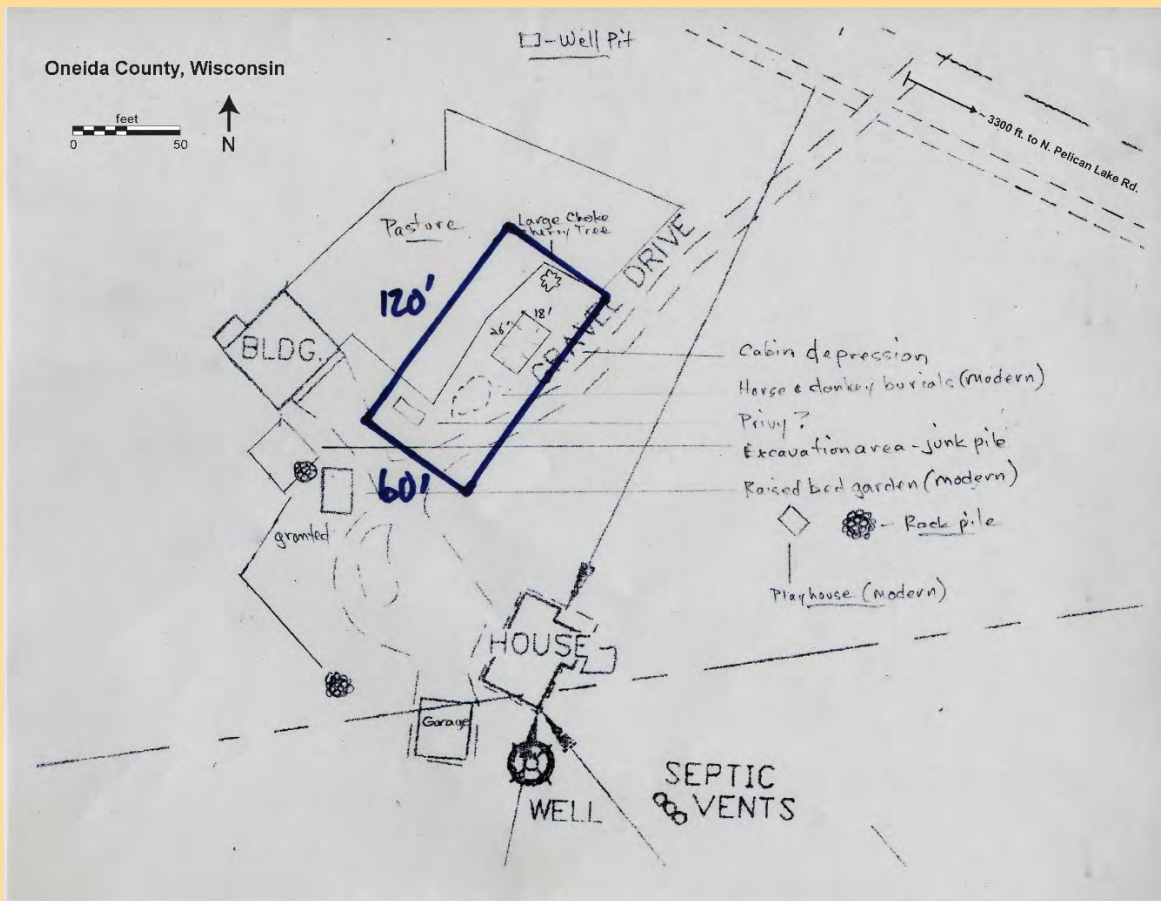 □-Well Pit
Oneida County, Wisconsin
feet
0 50
N
~ 3300 ft. to N. Pelican Lake Rd.
Pasture
Large Choke
Cherry Tree
GRAVEL DRIVE
120'
18'
26'
BLDG.
Cabin depression
Horse & donkey burials (modern)
Privy?
Excavation area - junk pile
Raised bed garden (modern)
60'
granted
- Rock pile
Playhouse (modern)
HOUSE
Garage
WELL
SEPTIC
VENTS